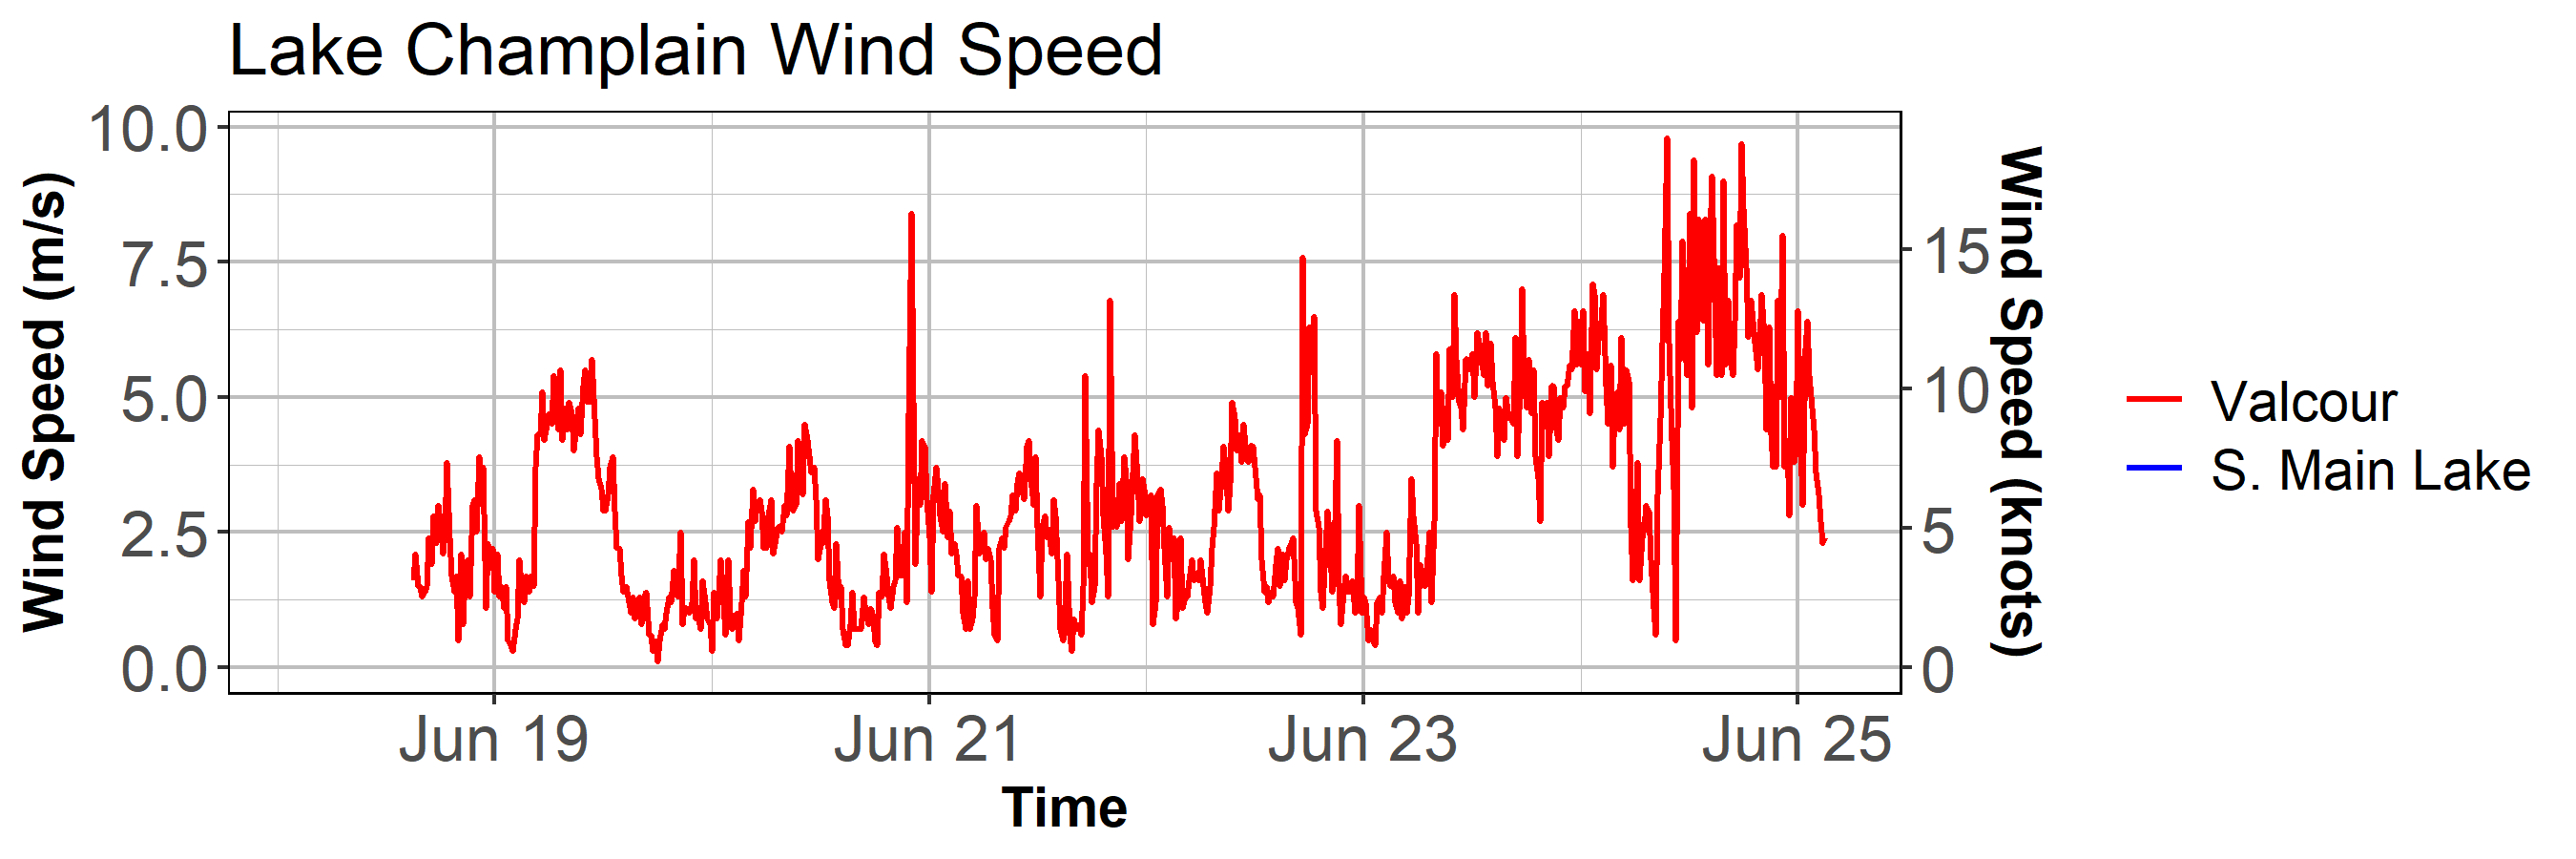 Lake Champlain Wind Speed
10.0
7.5
5.0
2.5
0.0
Wind Speed (m/s)
15
10
5
0
Wind Speed (knots)
Jun 19
Jun 21
Jun 23
Jun 25
Time
Valcour
S. Main Lake